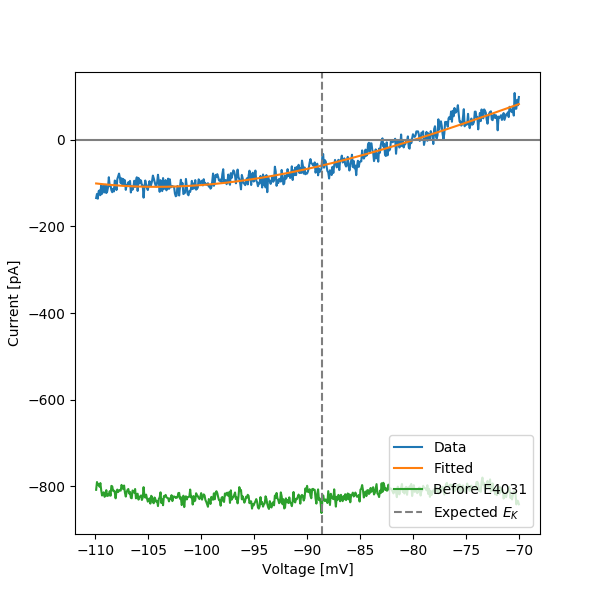 0
−200
−400
−600
−800
Current [pA]
Data
Fitted
Before E4031
Expected E_K
−110
−105
−100
−95
−90
−85
−80
−75
−70
Voltage [mV]